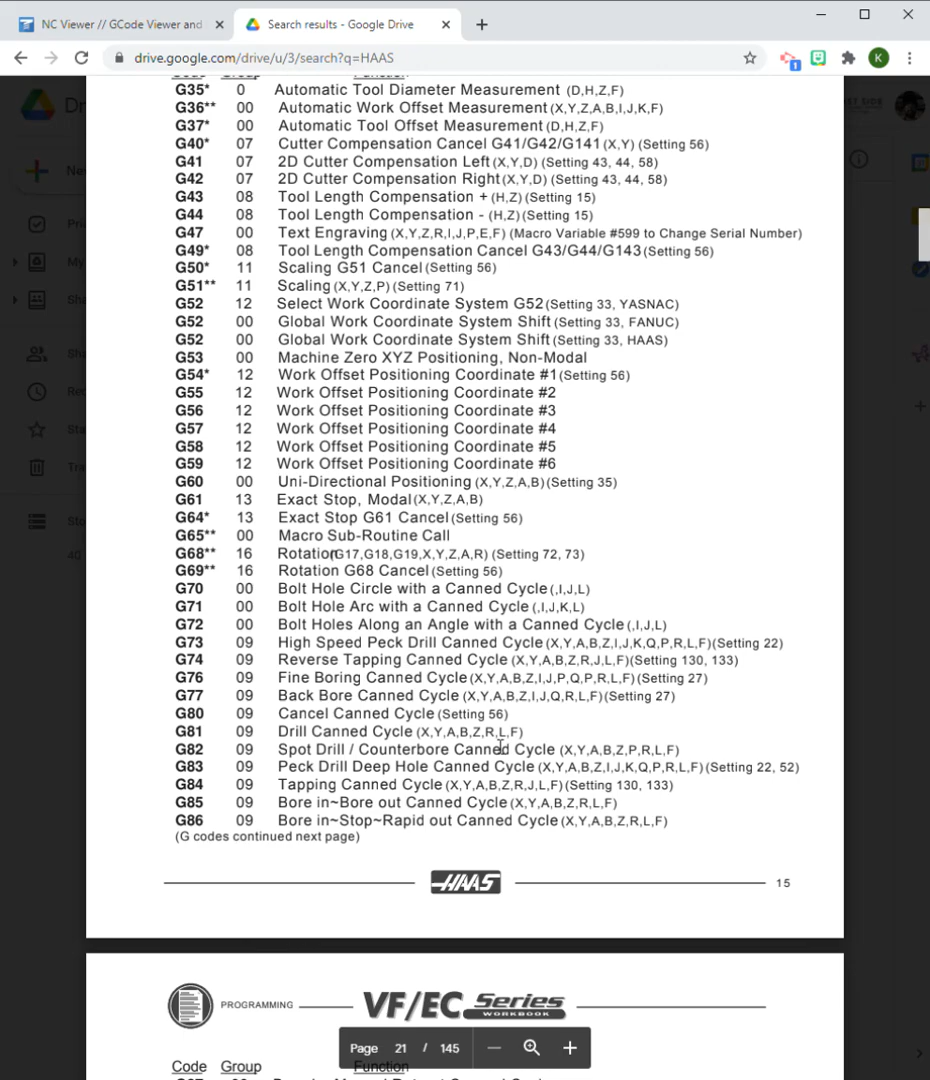 NC Viewer // GCode Viewer and
Search results - Google Drive
drive.google.com/drive/u/3/search?q=HAAS
1
K
Code Group Function
G35* 0 Automatic Tool Diameter Measurement (D,H,Z,F)
G36** 00 Automatic Work Offset Measurement (X,Y,Z,A,B,I,J,K,F)
G37* 00 Automatic Tool Offset Measurement (D,H,Z,F)
G40* 07 Cutter Compensation Cancel G41/G42/G141 (X,Y) (Setting 56)
G41 07 2D Cutter Compensation Left (X,Y,D) (Setting 43, 44, 58)
G42 07 2D Cutter Compensation Right (X,Y,D) (Setting 43, 44, 58)
G43 08 Tool Length Compensation + (H,Z) (Setting 15)
G44 08 Tool Length Compensation - (H,Z) (Setting 15)
G47 00 Text Engraving (X,Y,Z,R,I,J,P,E,F) (Macro Variable #599 to Change Serial Number)
G49* 08 Tool Length Compensation Cancel G43/G44/G143 (Setting 56)
G50* 11 Scaling G51 Cancel (Setting 56)
G51** 11 Scaling (X,Y,Z,P) (Setting 71)
G52 12 Select Work Coordinate System G52 (Setting 33, YASNAC)
G52 00 Global Work Coordinate System Shift (Setting 33, FANUC)
G52 00 Global Work Coordinate System Shift (Setting 33, HAAS)
G53 00 Machine Zero XYZ Positioning, Non-Modal
G54* 12 Work Offset Positioning Coordinate #1 (Setting 56)
G55 12 Work Offset Positioning Coordinate #2
G56 12 Work Offset Positioning Coordinate #3
G57 12 Work Offset Positioning Coordinate #4
G58 12 Work Offset Positioning Coordinate #5
G59 12 Work Offset Positioning Coordinate #6
G60 00 Uni-Directional Positioning (X,Y,Z,A,B) (Setting 35)
G61 13 Exact Stop, Modal (X,Y,Z,A,B)
G64* 13 Exact Stop G61 Cancel (Setting 56)
G65** 00 Macro Sub-Routine Call
G68** 16 Rotation(G17,G18,G19,X,Y,Z,A,R) (Setting 72, 73)
G69** 16 Rotation G68 Cancel (Setting 56)
G70 00 Bolt Hole Circle with a Canned Cycle (,I,J,L)
G71 00 Bolt Hole Arc with a Canned Cycle (,I,J,K,L)
G72 00 Bolt Holes Along an Angle with a Canned Cycle (,I,J,L)
G73 09 High Speed Peck Drill Canned Cycle (X,Y,A,B,Z,I,J,K,Q,P,R,L,F) (Setting 22)
G74 09 Reverse Tapping Canned Cycle (X,Y,A,B,Z,R,J,L,F) (Setting 130, 133)
G76 09 Fine Boring Canned Cycle (X,Y,A,B,Z,I,J,P,Q,P,R,L,F) (Setting 27)
G77 09 Back Bore Canned Cycle (X,Y,A,B,Z,I,J,Q,R,L,F) (Setting 27)
G80 09 Cancel Canned Cycle (Setting 56)
G81 09 Drill Canned Cycle (X,Y,A,B,Z,R,L,F)
G82 09 Spot Drill / Counterbore Canned Cycle (X,Y,A,B,Z,P,R,L,F)
G83 09 Peck Drill Deep Hole Canned Cycle (X,Y,A,B,Z,I,J,K,Q,P,R,L,F) (Setting 22, 52)
G84 09 Tapping Canned Cycle (X,Y,A,B,Z,R,J,L,F) (Setting 130, 133)
G85 09 Bore in~Bore out Canned Cycle (X,Y,A,B,Z,R,L,F)
G86 09 Bore in~Stop~Rapid out Canned Cycle (X,Y,A,B,Z,R,L,F)
(G codes continued next page)
HAAS 15
PROGRAMMING VF/EC Series
WORKBOOK
Page 21 / 145
Code Group Function